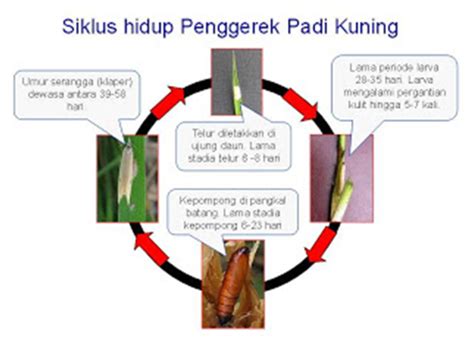 Siklus hidup Penggerek Padi Kuning
Umur serangga (klaper)
dewasa antara 39-58
hari.
Telur diletakkan di
ujung daun. Lama
stadia telur 6 -8 hari
Lama periode larva
28-35 hari. Larva
mengalami pergantian
kulit hingga 5-7 kali.
Kepompong di pangkal
batang. Lama stadia
kepompong 6-23 hari